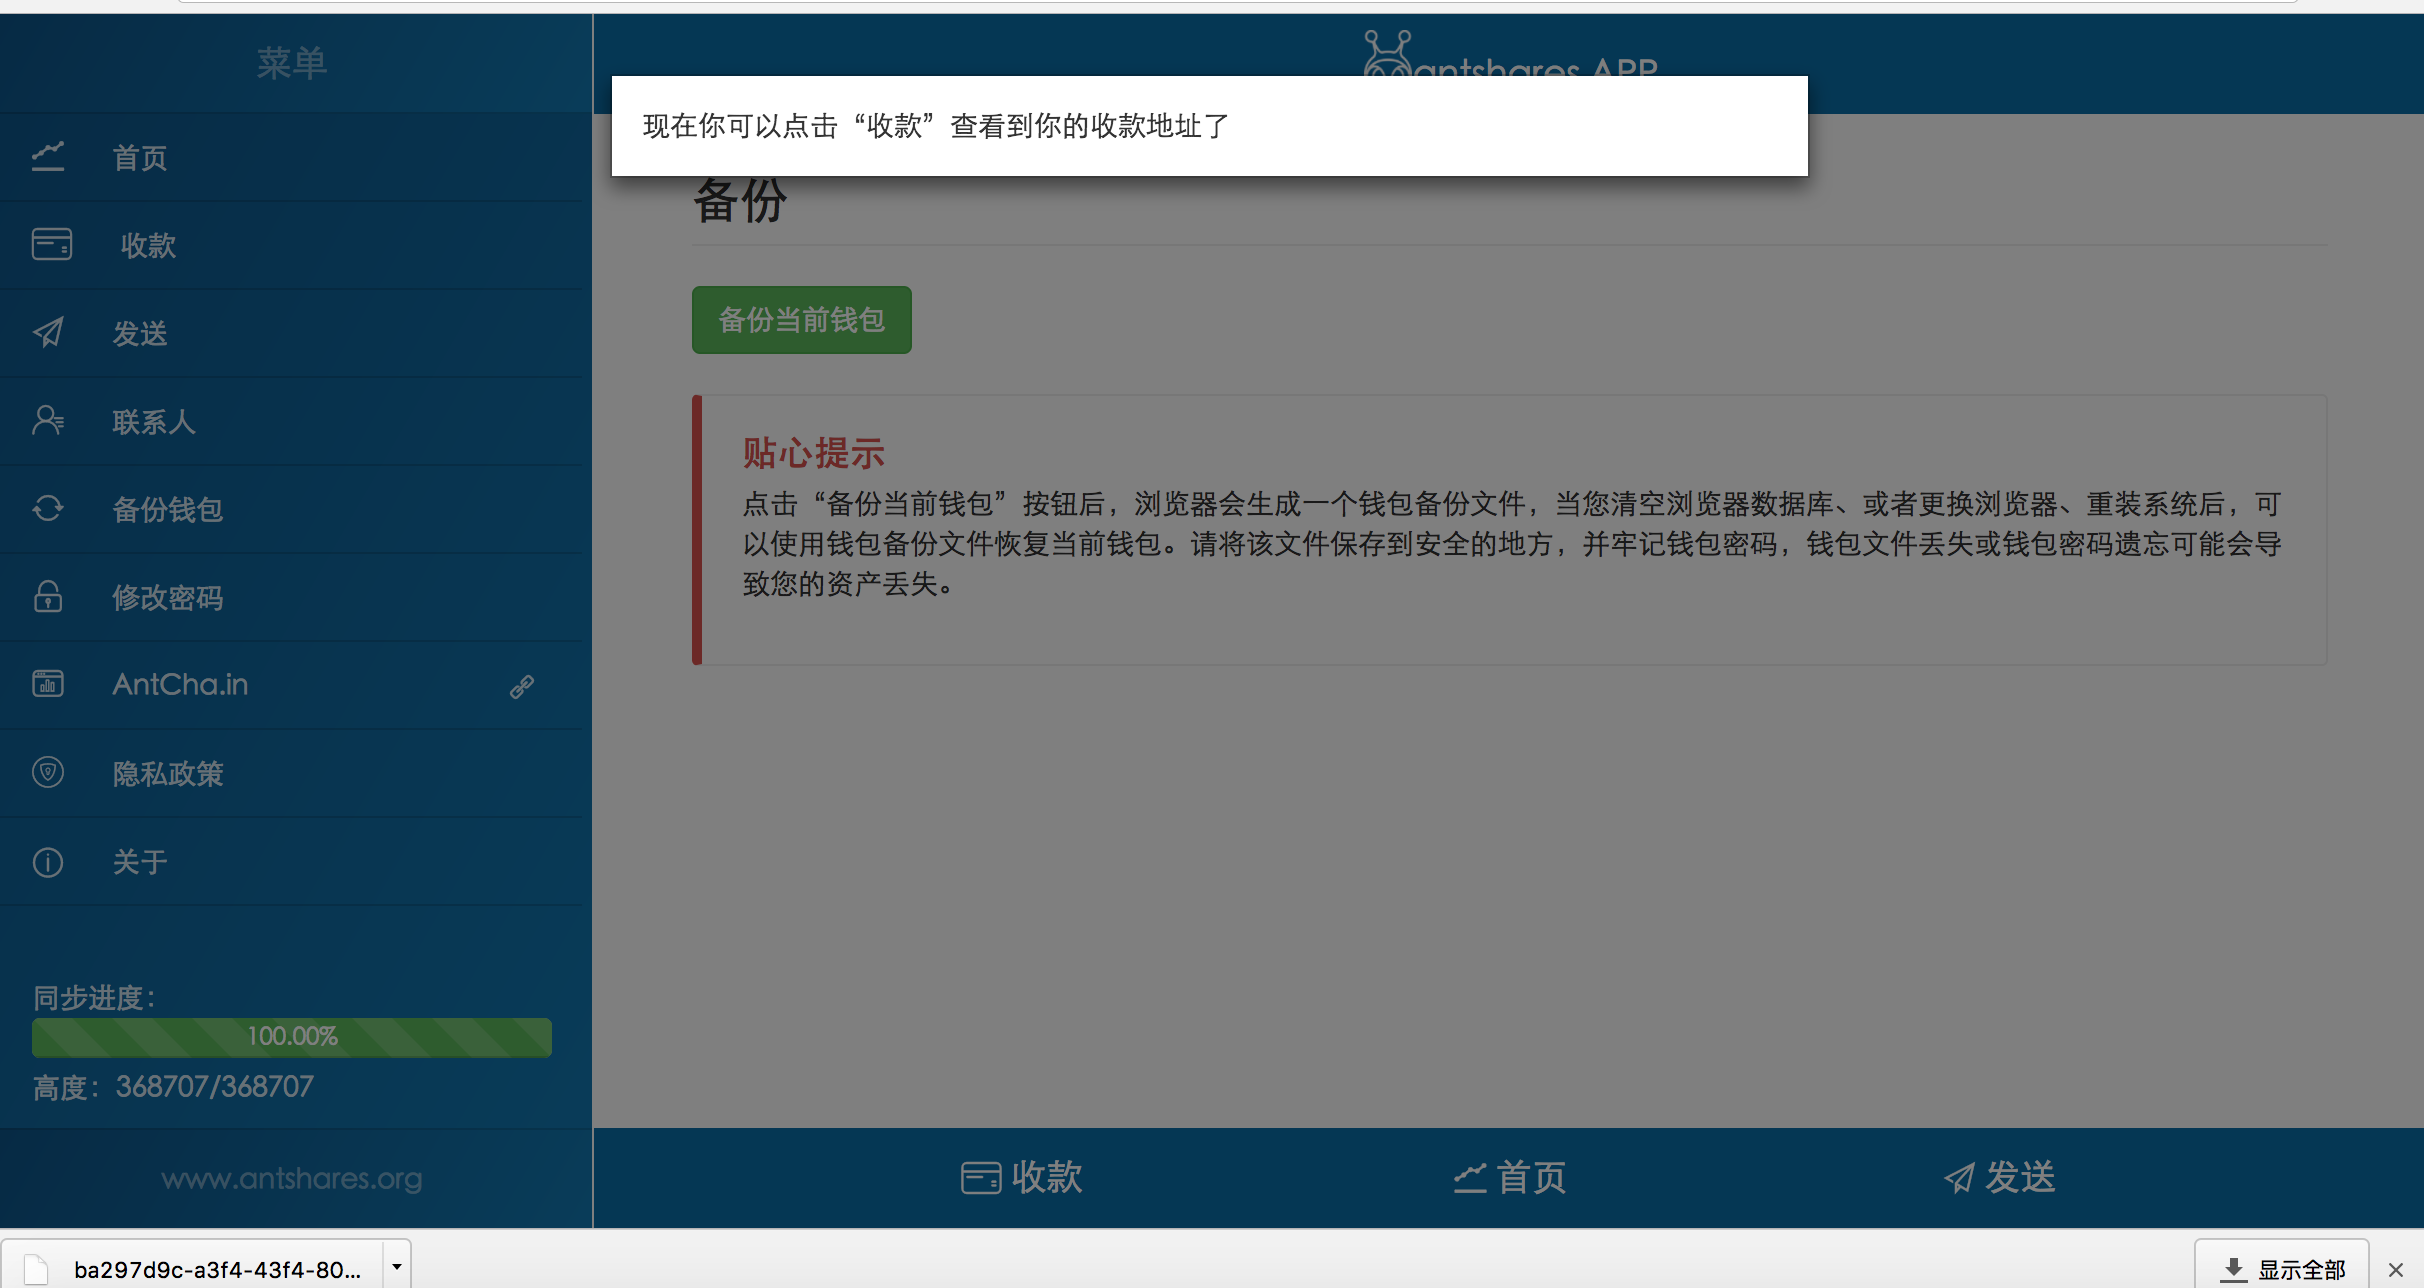 菜单
antshares APP
现在你可以点击“收款”查看到你的收款地址了
首页
收款
发送
联系人
备份钱包
修改密码
AntCha.in
隐私政策
关于
同步进度：
100.00%
高度：368707/368707
www.antshares.org
备份
备份当前钱包
贴心提示
点击“备份当前钱包”按钮后，浏览器会生成一个钱包备份文件，当您清空浏览器数据库、或者更换浏览器、重装系统后，可
以使用钱包备份文件恢复当前钱包。请将该文件保存到安全的地方，并牢记钱包密码，钱包文件丢失或钱包密码遗忘可能会导
致您的资产丢失。
收款
首页
发送
ba297d9c-a3f4-43f4-80...
显示全部